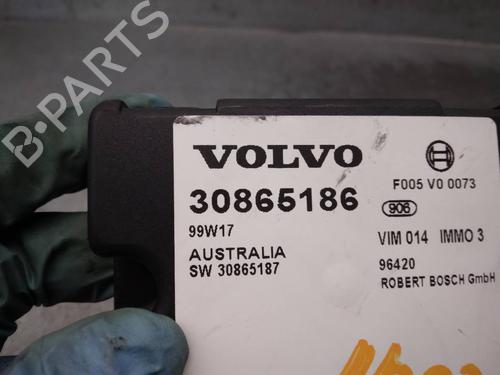 B-PARTS
VOLVO
30865186
99W17
AUSTRALIA
SW 30865187
F005 V0 0073
906
VIM 014 IMMO 3
96420
ROBERT BOSCH GmbH